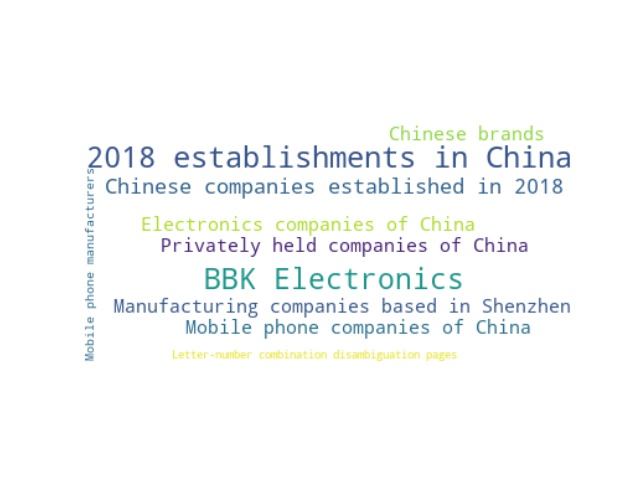 Chinese brands
2018 establishments in China
Chinese companies established in 2018
Mobile phone manufacturers
Electronics companies of China
Privately held companies of China
BBK Electronics
Manufacturing companies based in Shenzhen
Mobile phone companies of China
Letter-number combination disambiguation pages